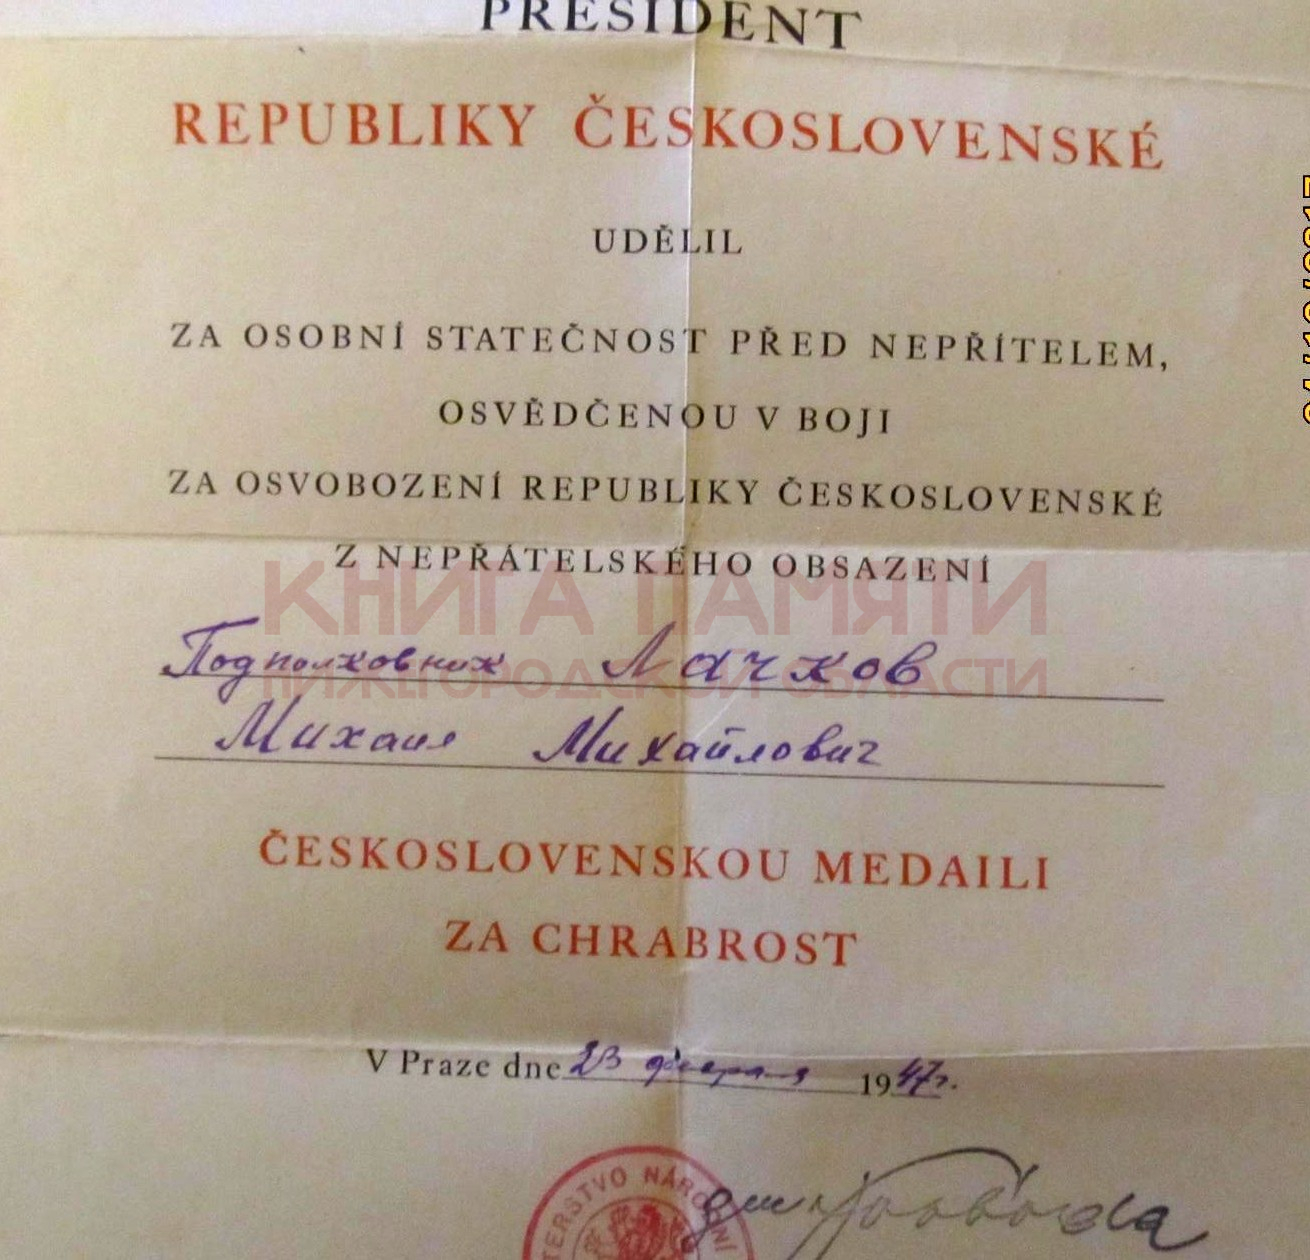 PRESIDENT
REPUBLIKY ČESKOSLOVENSKÉ
UDĚLIL
ZA OSOBNÍ STATEČNOST PŘED NEPŘÍTELEM,
OSVĚDČENOU V BOJI
ZA OSVOBOZENÍ REPUBLIKY ČESKOSLOVENSKÉ
Z NEPŘÁTELSKÉHO OBSAZENÍ
КНИГА ПАМЯТИ
Подполковник Лачков
НИЖЕГОРОДСКОЙ ОБЛАСТИ
Михаил Михайлович
ČESKOSLOVENSKOU MEDAILI
ZA CHRABROST
V Praze dne 23 февраля 1947г.
NÁRODNÍ